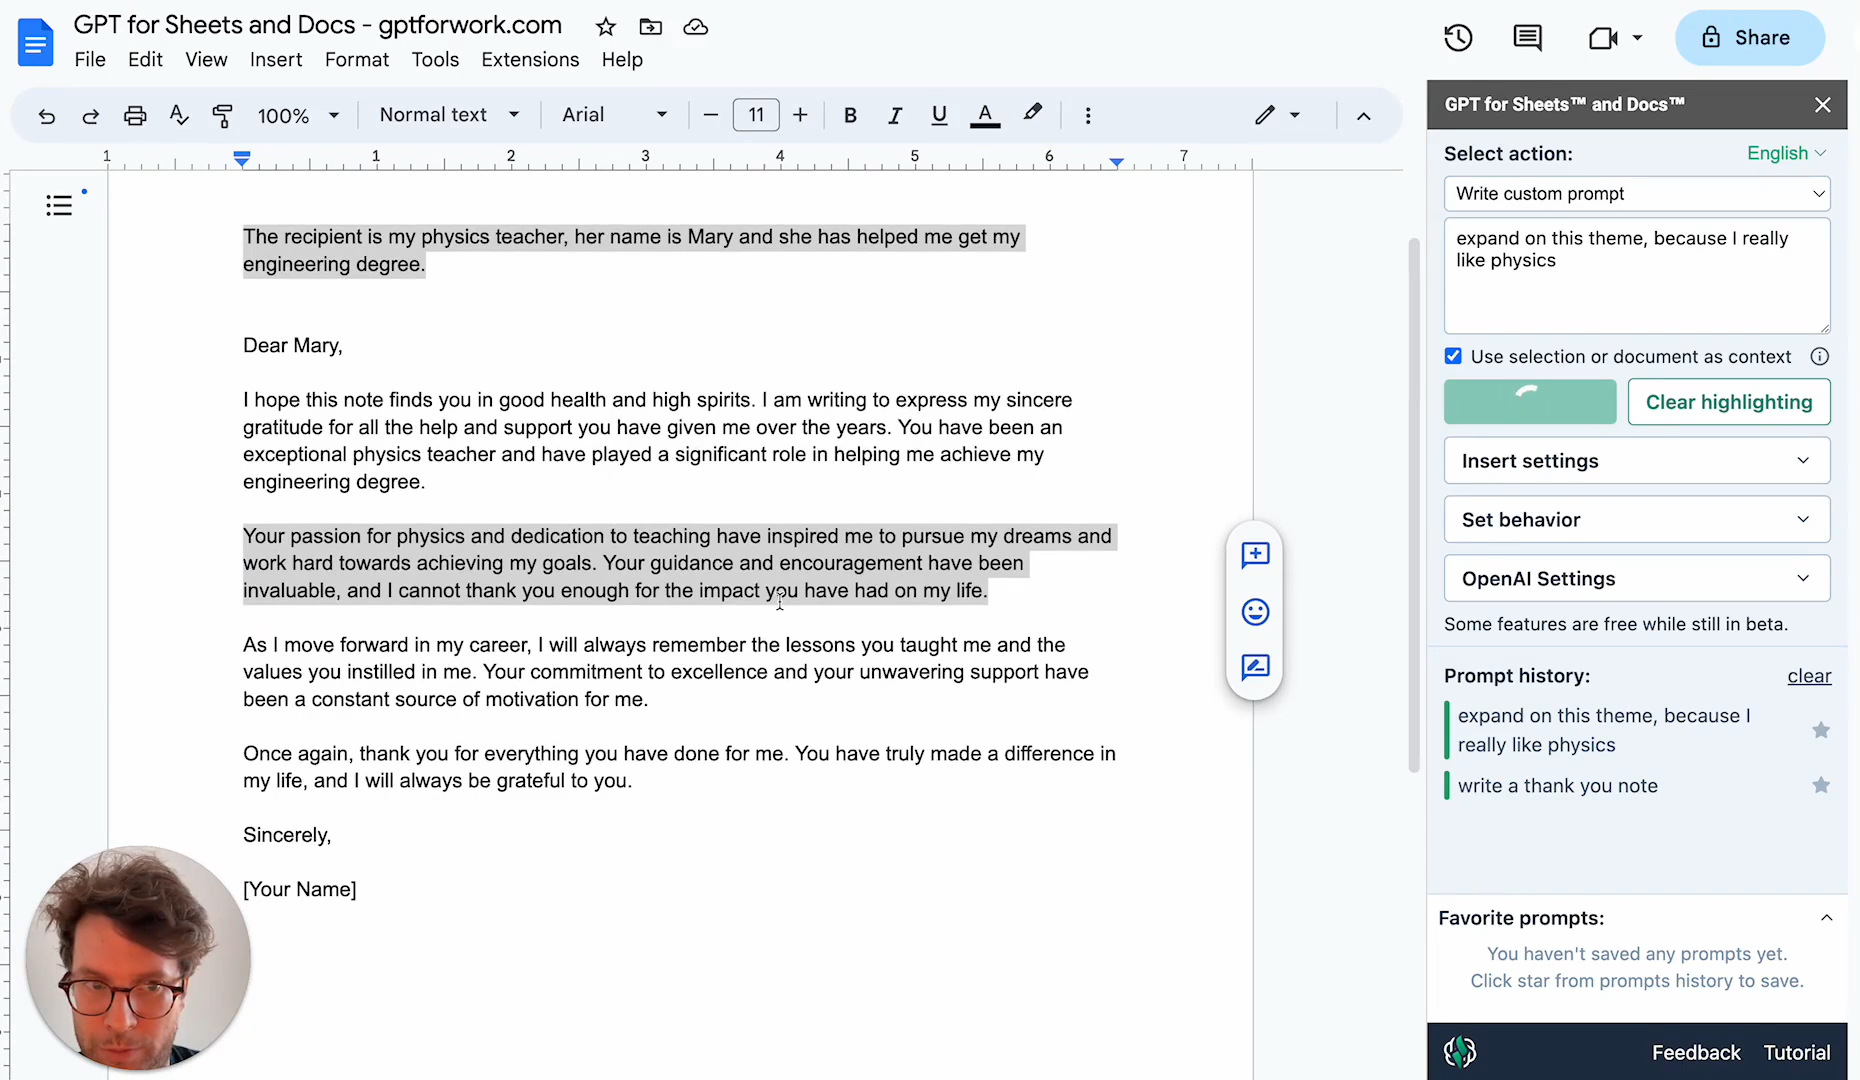 GPT for Sheets and Docs - gptforwork.com
File Edit View Insert Format Tools Extensions Help
Share
100% Normal text Arial 11 B I U A
1 1 2 3 4 5 6 7
The recipient is my physics teacher, her name is Mary and she has helped me get my
engineering degree.
Dear Mary,
I hope this note finds you in good health and high spirits. I am writing to express my sincere
gratitude for all the help and support you have given me over the years. You have been an
exceptional physics teacher and have played a significant role in helping me achieve my
engineering degree.
Your passion for physics and dedication to teaching have inspired me to pursue my dreams and
work hard towards achieving my goals. Your guidance and encouragement have been
invaluable, and I cannot thank you enough for the impact you have had on my life.
As I move forward in my career, I will always remember the lessons you taught me and the
values you instilled in me. Your commitment to excellence and your unwavering support have
been a constant source of motivation for me.
Once again, thank you for everything you have done for me. You have truly made a difference in
my life, and I will always be grateful to you.
Sincerely,
[Your Name]
GPT for Sheets™ and Docs™
Select action: English
Write custom prompt
expand on this theme, because I really
like physics
Use selection or document as context
Clear highlighting
Insert settings
Set behavior
OpenAI Settings
Some features are free while still in beta.
Prompt history: clear
expand on this theme, because I
really like physics
write a thank you note
Favorite prompts:
You haven't saved any prompts yet.
Click star from prompts history to save.
Feedback Tutorial